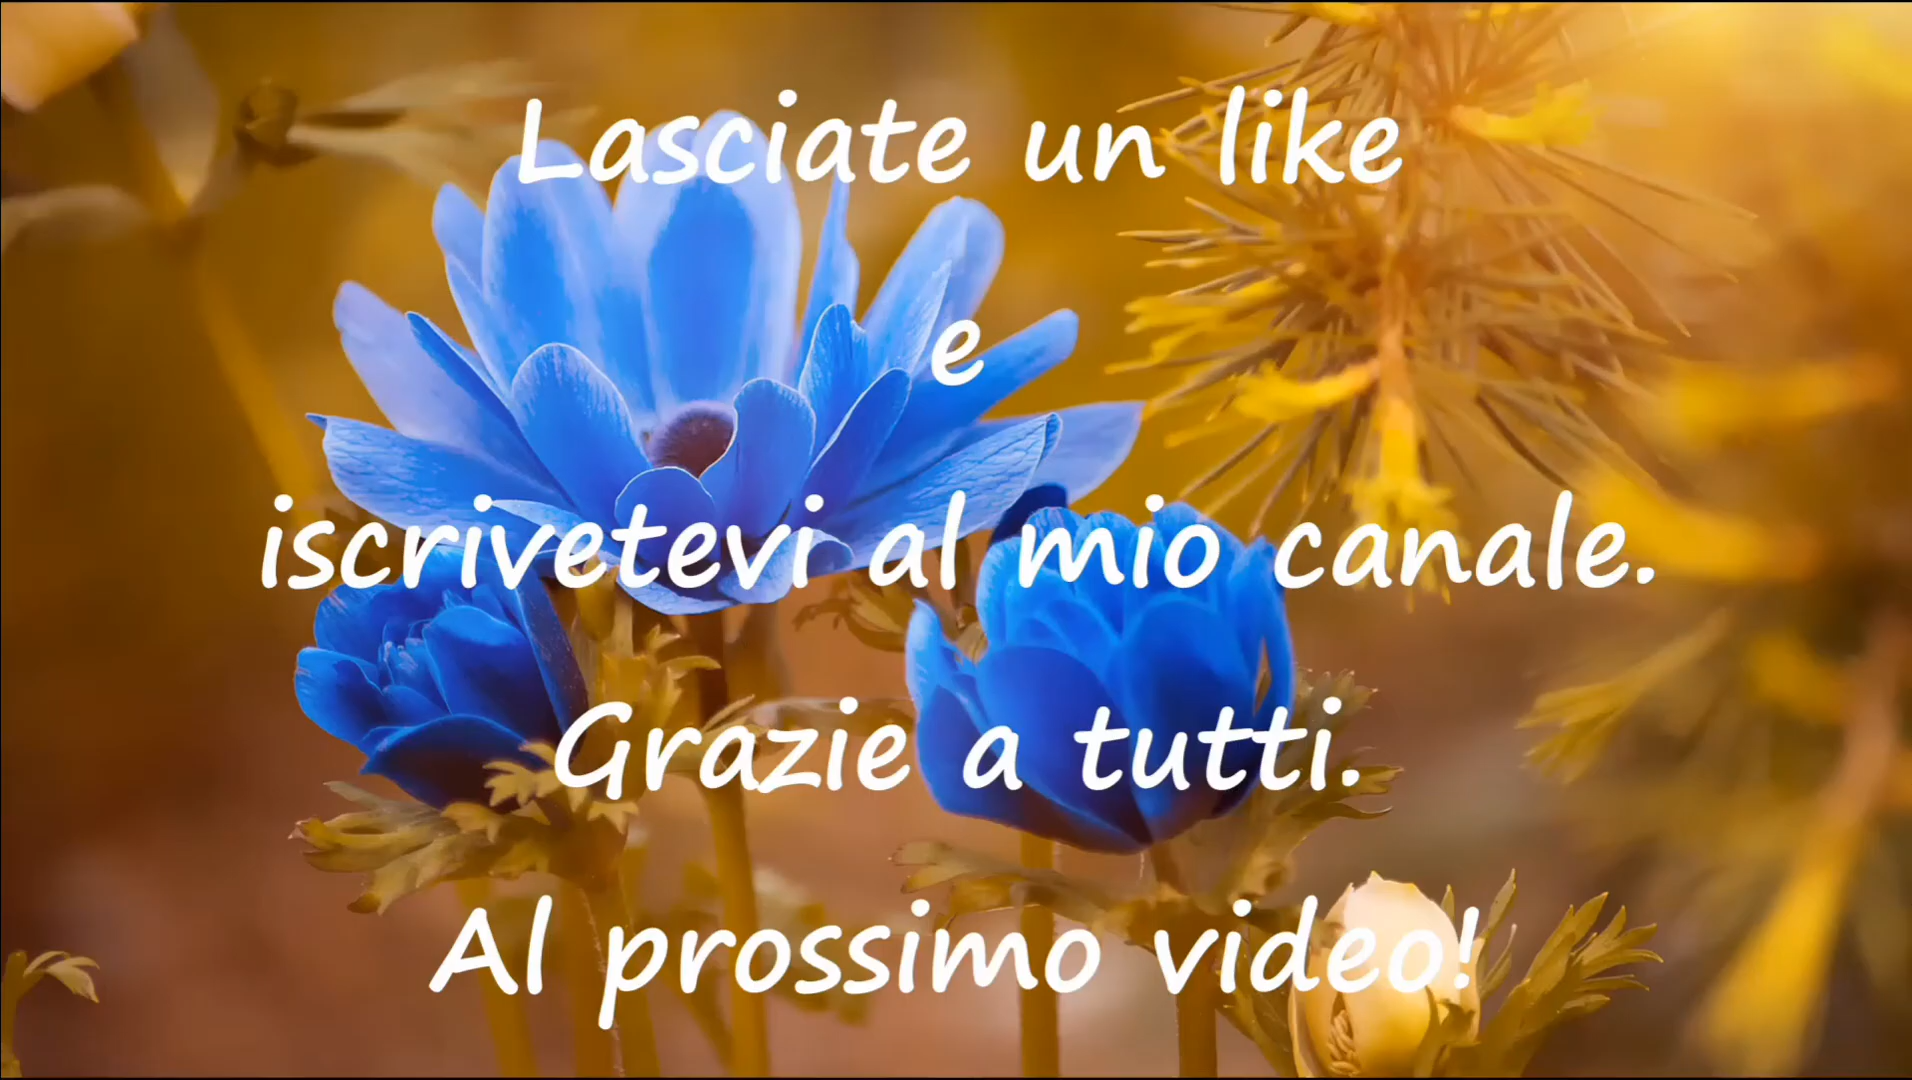 Lasciate un like
e
iscrivetevi al mio canale.
Grazie a tutti.
Al prossimo video!